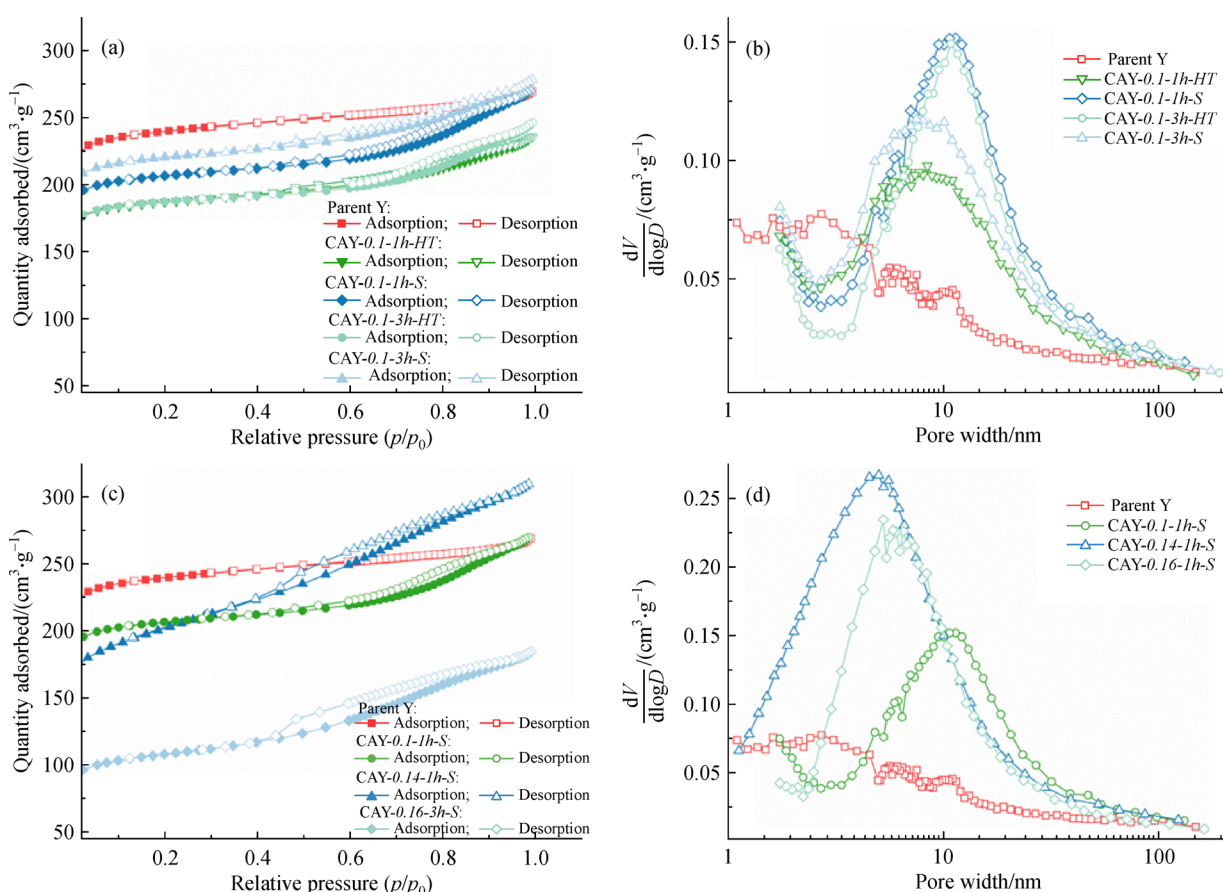 (a)
300
250
200
150
100
50
Quantity adsorbed/(cm³·g⁻¹)
Parent Y:
Adsorption; Desorption
CAY-0.1-1h-HT:
Adsorption; Desorption
CAY-0.1-1h-S:
Adsorption; Desorption
CAY-0.1-3h-HT:
Adsorption; Desorption
CAY-0.1-3h-S:
Adsorption; Desorption
0.2 0.4 0.6 0.8 1.0
Relative pressure (p/p₀)
(b)
0.15
0.10
0.05
dV
dlogD
/(cm³·g⁻¹)
Parent Y
CAY-0.1-1h-HT
CAY-0.1-1h-S
CAY-0.1-3h-HT
CAY-0.1-3h-S
1 10 100
Pore width/nm
(c)
300
250
200
150
100
50
Quantity adsorbed/(cm³·g⁻¹)
Parent Y:
Adsorption; Desorption
CAY-0.1-1h-S:
Adsorption; Desorption
CAY-0.14-1h-S:
Adsorption; Desorption
CAY-0.16-3h-S:
Adsorption; Desorption
0.2 0.4 0.6 0.8 1.0
Relative pressure (p/p₀)
(d)
0.25
0.20
0.15
0.10
0.05
dV
dlogD
/(cm³·g⁻¹)
Parent Y
CAY-0.1-1h-S
CAY-0.14-1h-S
CAY-0.16-1h-S
1 10 100
Pore width/nm